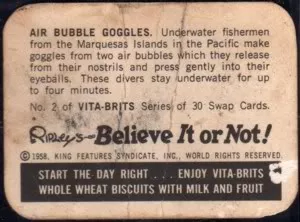 AIR BUBBLE GOGGLES. Underwater fishermen
from the Marquesas Islands in the Pacific make
goggles from two air bubbles which they release
from their nostrils and press gently into their
eyeballs. These divers stay underwater for up
to four minutes.
No. 2 of VITA-BRITS Series of 30 Swap Cards.
Ripley's Believe It or Not!
© 1958, KING FEATURES SYNDICATE, INC., WORLD RIGHTS RESERVED.
START THE DAY RIGHT . . . ENJOY VITA-BRITS
WHOLE WHEAT BISCUITS WITH MILK AND FRUIT